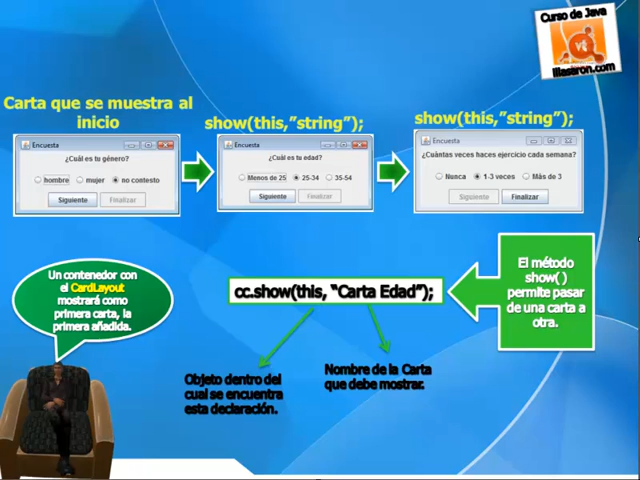 Curso de Java
illasaron.com
Carta que se muestra al
inicio
show(this,”string”);
show(this,”string”);
Encuesta
¿Cuál es tu género?
hombre mujer no contesto
Siguiente Finalizar
Encuesta
¿Cuál es tu edad?
Menos de 25 25-34 35-54
Siguiente Finalizar
Encuesta
¿Cuántas veces haces ejercicio cada semana?
Nunca 1-3 veces Más de 3
Siguiente Finalizar
Un contenedor con
el CardLayout
mostrará como
primera carta, la
primera añadida.
cc.show(this, “Carta Edad”);
El método
show( )
permite pasar
de una carta a
otra.
Objeto dentro del
cual se encuentra
esta declaración.
Nombre de la Carta
que debe mostrar.